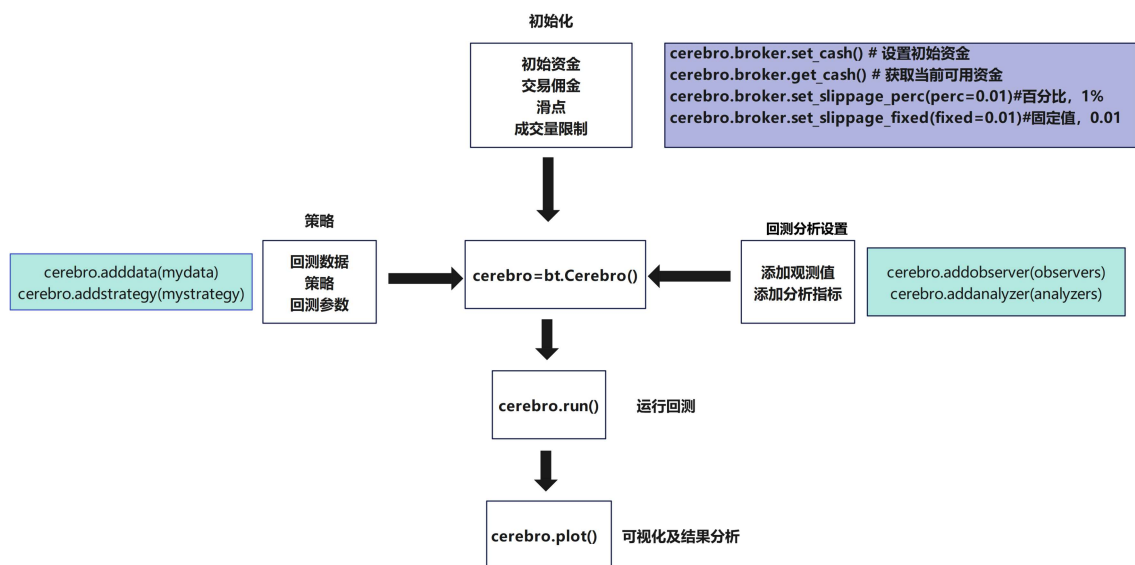 初始化
初始资金
交易佣金
滑点
成交量限制
cerebro.broker.set_cash() # 设置初始资金
cerebro.broker.get_cash() # 获取当前可用资金
cerebro.broker.set_slippage_perc(perc=0.01)#百分比，1%
cerebro.broker.set_slippage_fixed(fixed=0.01)#固定值，0.01
策略
cerebro.adddata(mydata)
cerebro.addstrategy(mystrategy)
回测数据
策略
回测参数
cerebro=bt.Cerebro()
回测分析设置
添加观测值
添加分析指标
cerebro.addobserver(observers)
cerebro.addanalyzer(analyzers)
cerebro.run()
运行回测
cerebro.plot()
可视化及结果分析